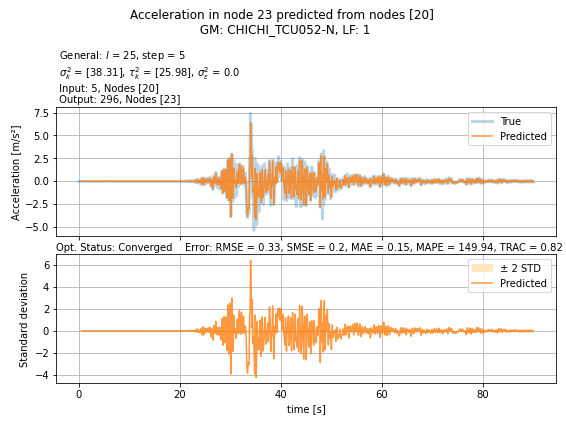 Acceleration in node 23 predicted from nodes [20]
GM: CHICHI_TCU052-N, LF: 1
General: l = 25, step = 5
σ²ₖ = [38.31], τ²ₖ = [25.98], σ²ε = 0.0
Input: 5, Nodes [20]
Output: 296, Nodes [23]
Acceleration [m/s²]
7.5
5.0
2.5
0.0
−2.5
−5.0
True
Predicted
Opt. Status: Converged Error: RMSE = 0.33, SMSE = 0.2, MAE = 0.15, MAPE = 149.94, TRAC = 0.82
Standard deviation
6
4
2
0
−2
−4
± 2 STD
Predicted
0 20 40 60 80
time [s]